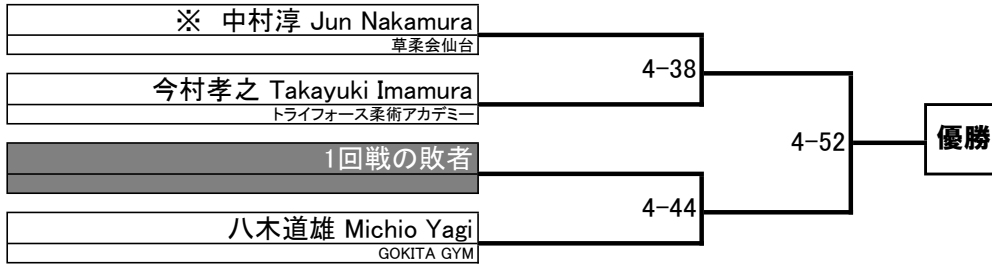 ※ 中村淳 Jun Nakamura
草柔会仙台
4-38
今村孝之 Takayuki Imamura
トライフォース柔術アカデミー
4-52
優勝
1回戦の敗者
4-44
八木道雄 Michio Yagi
GOKITA GYM